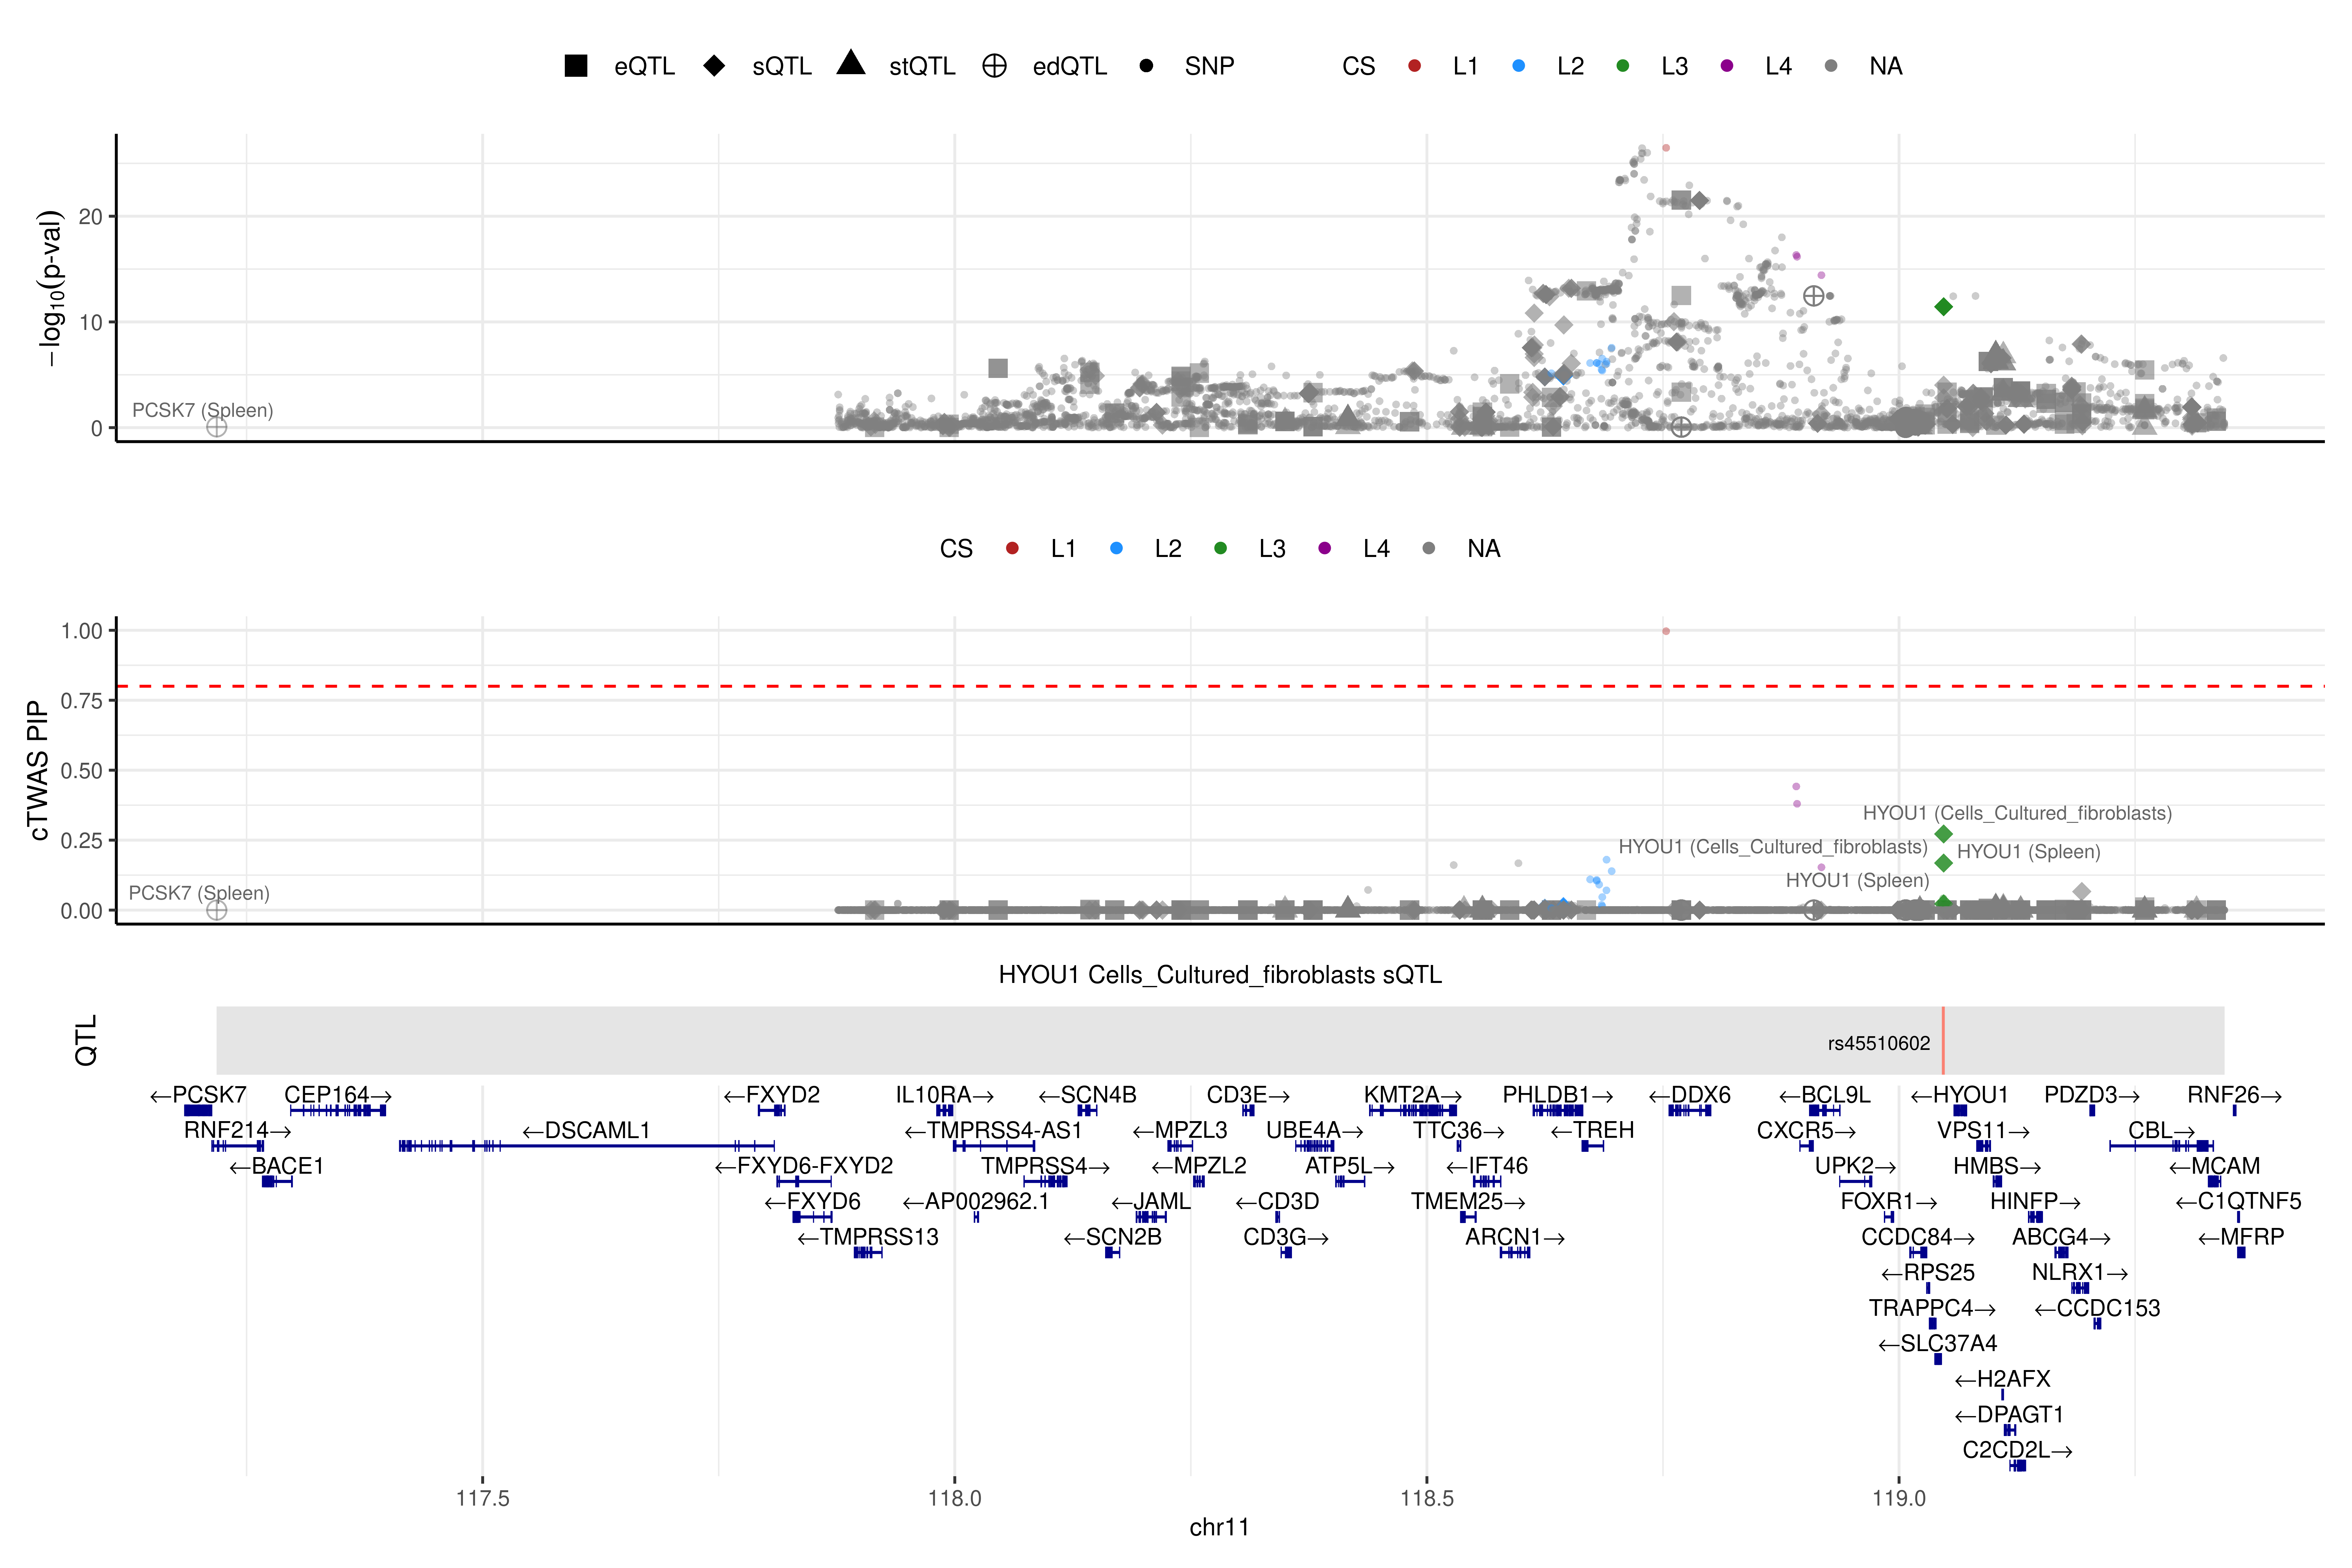 eQTL sQTL stQTL edQTL SNP CS L1 L2 L3 L4 NA
−log10(p-val)
20
10
0
PCSK7 (Spleen)
CS L1 L2 L3 L4 NA
cTWAS PIP
1.00
0.75
0.50
0.25
0.00
HYOU1 (Cells_Cultured_fibroblasts)
HYOU1 (Cells_Cultured_fibroblasts)
HYOU1 (Spleen)
HYOU1 (Spleen)
PCSK7 (Spleen)
HYOU1 Cells_Cultured_fibroblasts sQTL
QTL
rs45510602
←PCSK7 CEP164→ ←FXYD2 IL10RA→ ←SCN4B CD3E→ KMT2A→ PHLDB1→ ←DDX6 ←BCL9L ←HYOU1 PDZD3→ RNF26→
RNF214→ ←DSCAML1 ←TMPRSS4-AS1 ←MPZL3 UBE4A→ TTC36→ ←TREH CXCR5→ VPS11→ CBL→
←BACE1 ←FXYD6-FXYD2 TMPRSS4→ ←MPZL2 ATP5L→ ←IFT46 UPK2→ HMBS→ ←MCAM
←FXYD6 ←AP002962.1 ←JAML ←CD3D TMEM25→ FOXR1→ HINFP→ ←C1QTNF5
←TMPRSS13 ←SCN2B CD3G→ ARCN1→ CCDC84→ ABCG4→ ←MFRP
←RPS25 NLRX1→
TRAPPC4→ ←CCDC153
←SLC37A4
←H2AFX
←DPAGT1
C2CD2L→
117.5 118.0 118.5 119.0
chr11